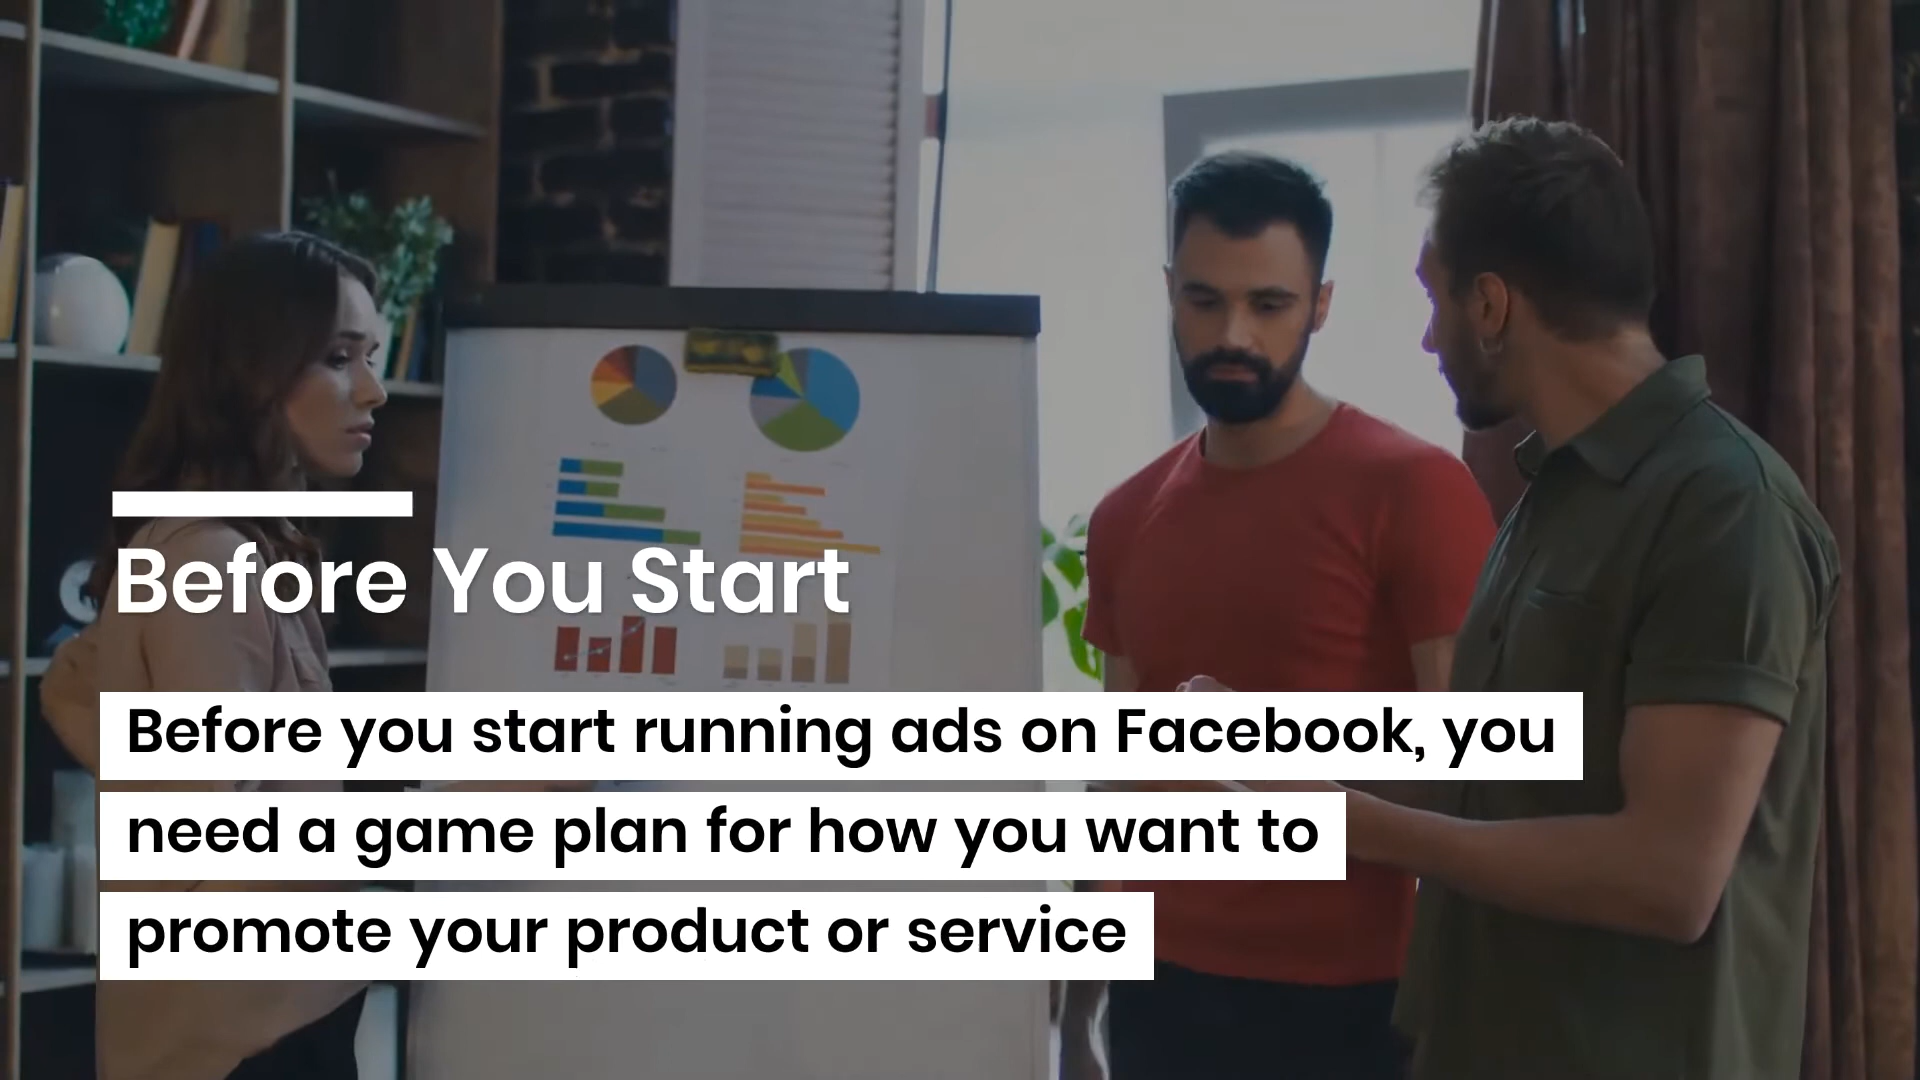 Before You Start
Before you start running ads on Facebook, you
need a game plan for how you want to
promote your product or service